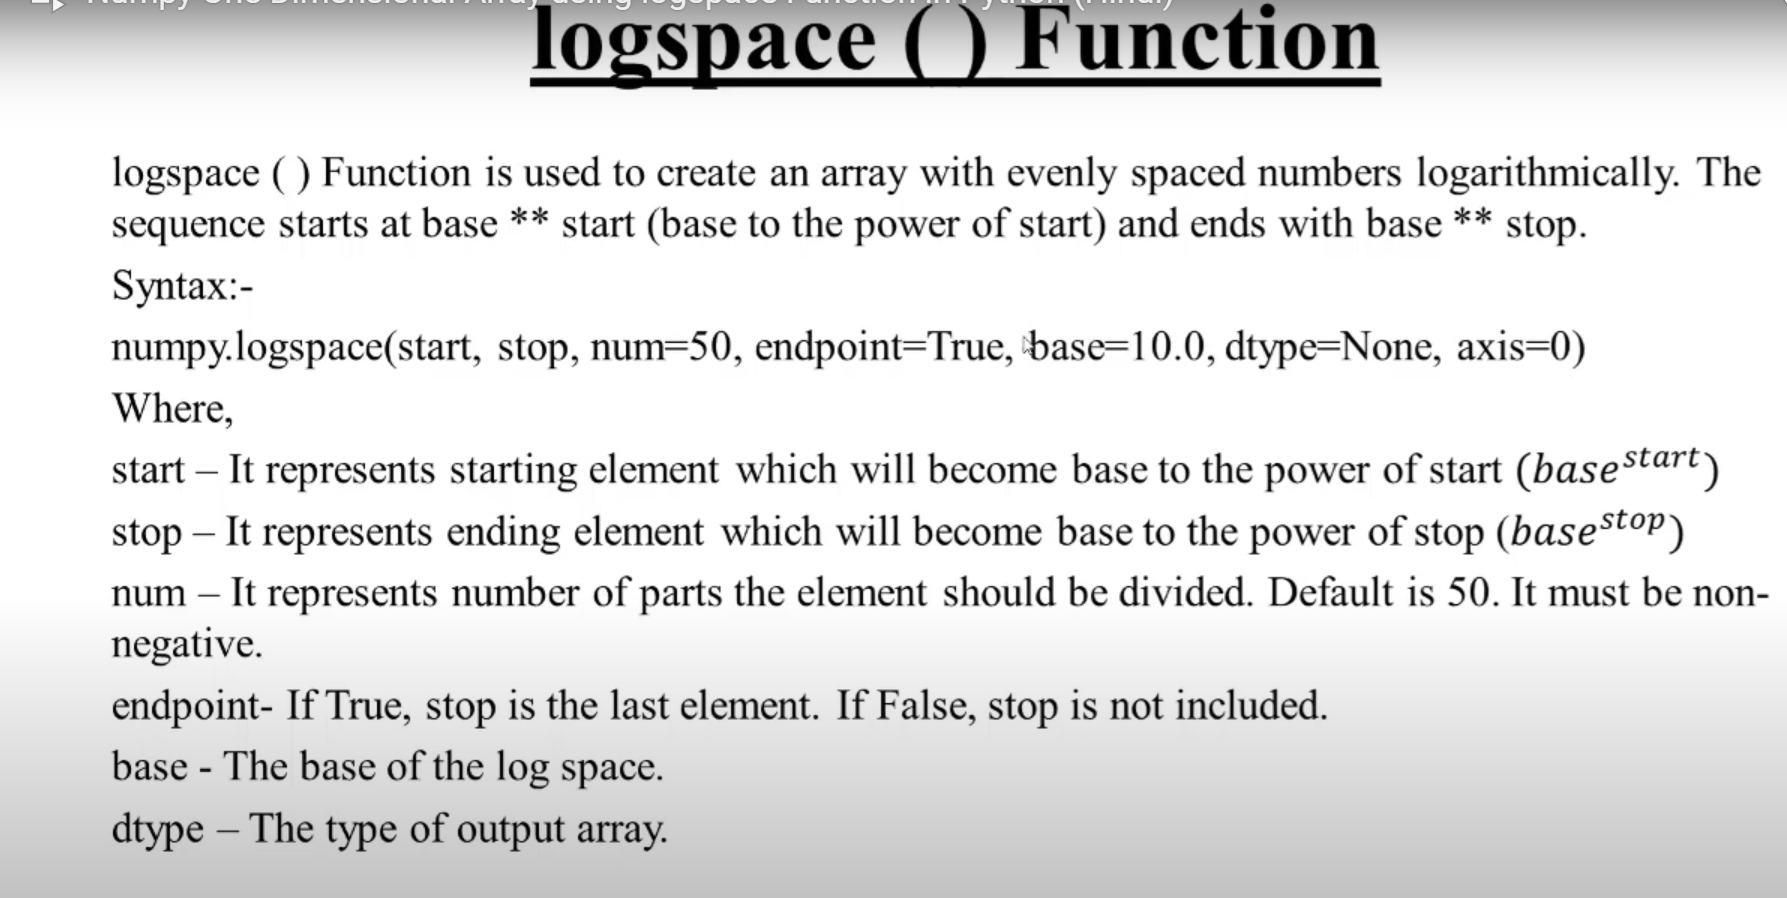 Numpy One Dimensional Array using logspace Function in Python (Hindi)
logspace ( ) Function
logspace ( ) Function is used to create an array with evenly spaced numbers logarithmically. The
sequence starts at base ** start (base to the power of start) and ends with base ** stop.
Syntax:-
numpy.logspace(start, stop, num=50, endpoint=True, base=10.0, dtype=None, axis=0)
Where,
start – It represents starting element which will become base to the power of start (base^start)
stop – It represents ending element which will become base to the power of stop (base^stop)
num – It represents number of parts the element should be divided. Default is 50. It must be non-
negative.
endpoint- If True, stop is the last element. If False, stop is not included.
base - The base of the log space.
dtype – The type of output array.